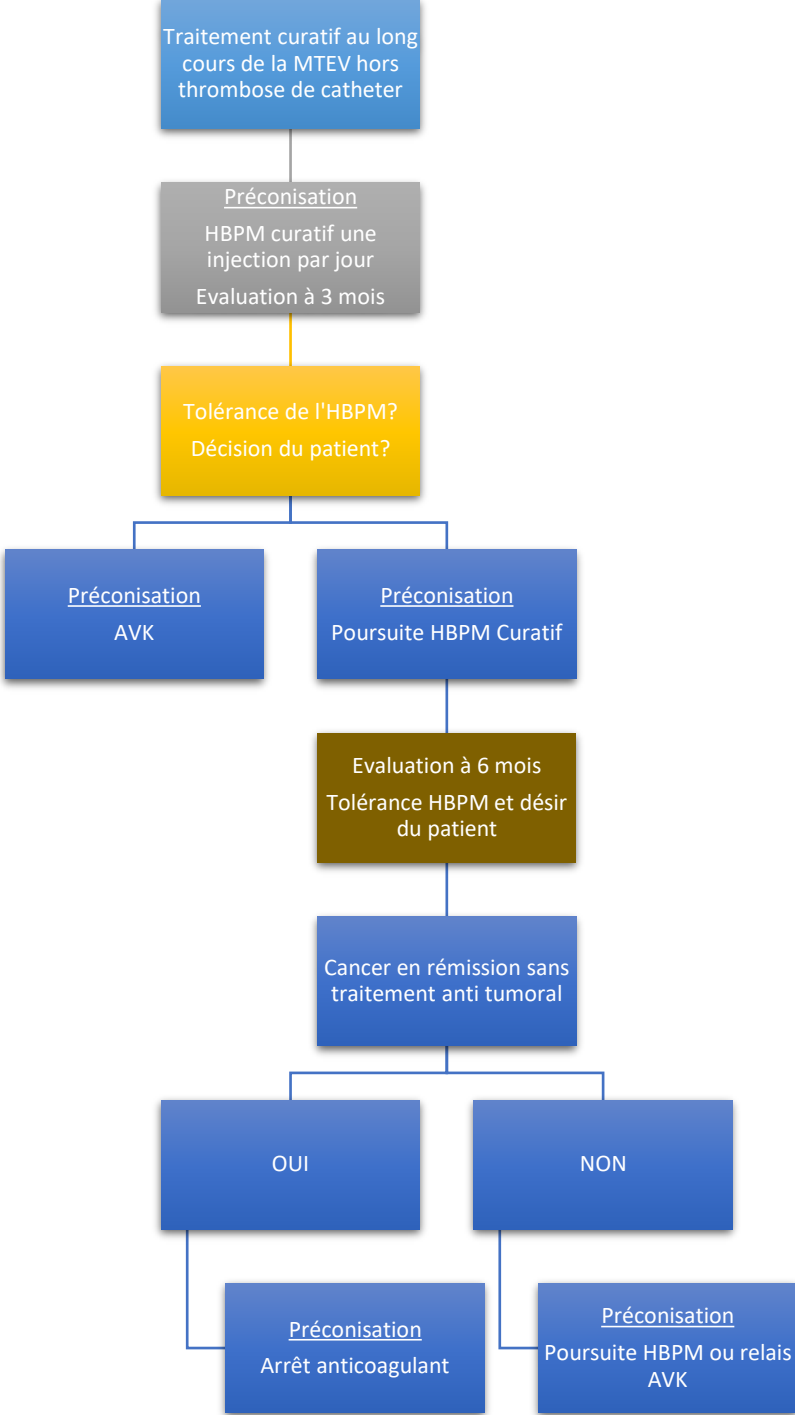 Traitement curatif au long
cours de la MTEV hors
thrombose de catheter
Préconisation
HBPM curatif une
injection par jour
Evaluation à 3 mois
Tolérance de l'HBPM?
Décision du patient?
Préconisation
AVK
Préconisation
Poursuite HBPM Curatif
Evaluation à 6 mois
Tolérance HBPM et désir
du patient
Cancer en rémission sans
traitement anti tumoral
OUI
NON
Préconisation
Arrêt anticoagulant
Préconisation
Poursuite HBPM ou relais
AVK